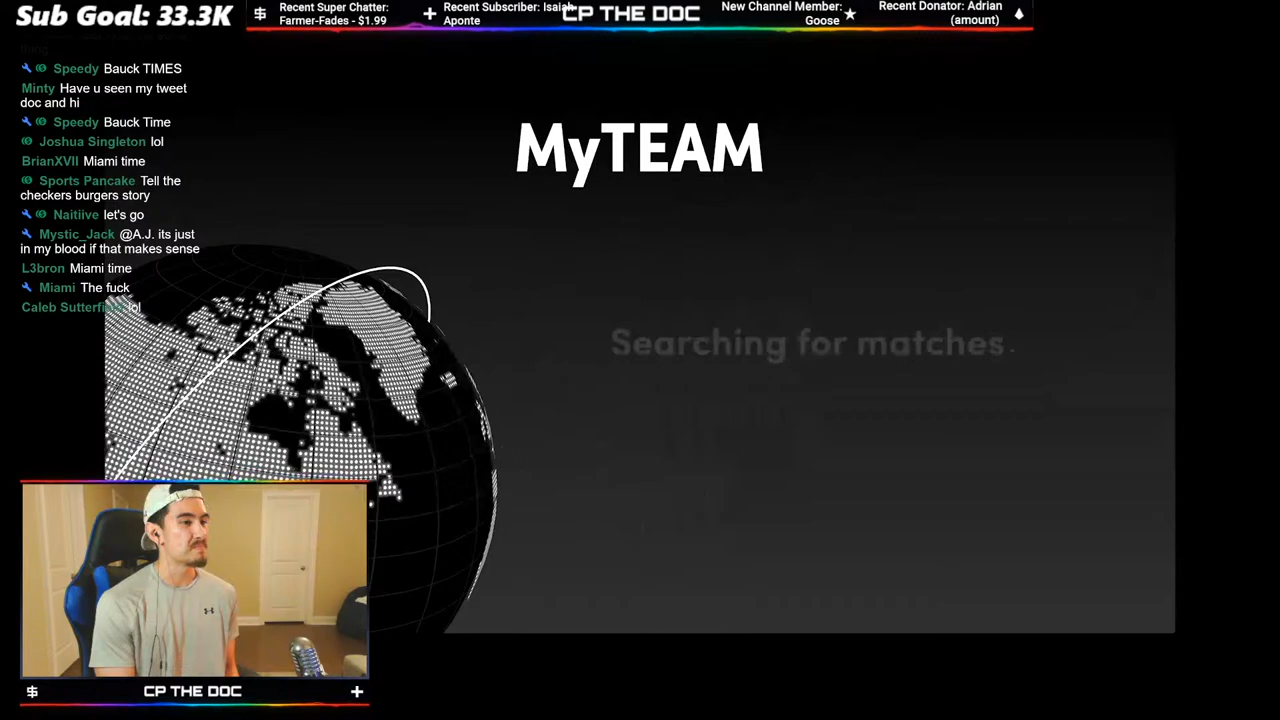 Sub Goal: 33.3K
Recent Super Chatter:
Farmer-Fades - $1.99
Recent Subscriber: Isaiah
Aponte
CP THE DOC
New Channel Member:
Goose
Recent Donator: Adrian
(amount)
thing
Speedy Bauck TIMES
Minty Have u seen my tweet
doc and hi
Speedy Bauck Time
Joshua Singleton lol
BrianXVII Miami time
Sports Pancake Tell the
checkers burgers story
Naitiive let's go
Mystic_Jack @A.J. its just
in my blood if that makes sense
L3bron Miami time
Miami The fuck
Caleb Sutterfield lol
MyTEAM
Searching for matches.
CP THE DOC